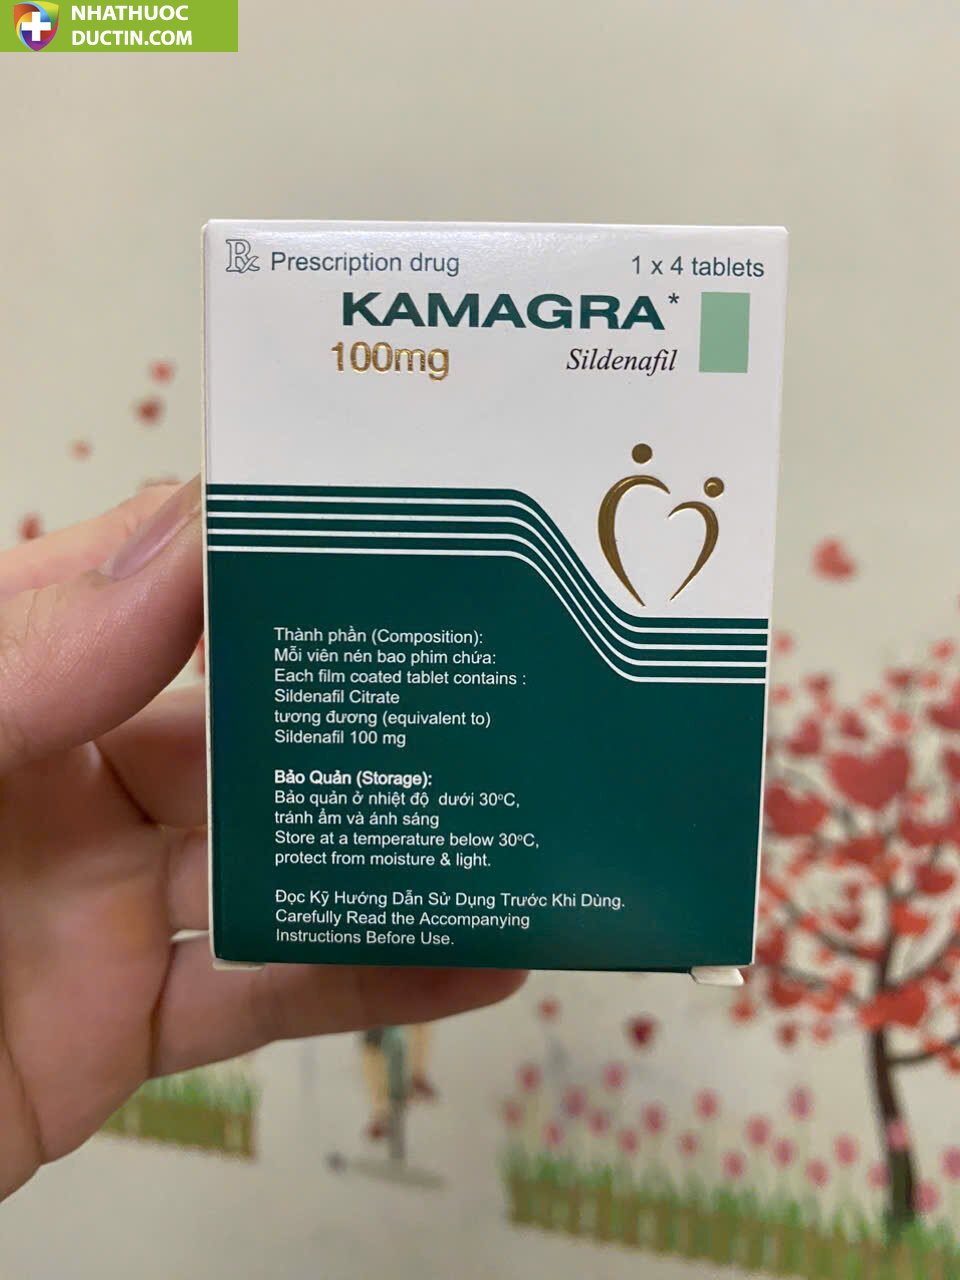 NHATHUOC
DUCTIN.COM
Rx Prescription drug
1 x 4 tablets
KAMAGRA*
100mg
Sildenafil
Thành phần (Composition):
Mỗi viên nén bao phim chứa:
Each film coated tablet contains :
Sildenafil Citrate
tương đương (equivalent to)
Sildenafil 100 mg
Bảo Quản (Storage):
Bảo quản ở nhiệt độ dưới 30°C,
tránh ẩm và ánh sáng
Store at a temperature below 30°C,
protect from moisture & light.
Đọc Kỹ Hướng Dẫn Sử Dụng Trước Khi Dùng.
Carefully Read the Accompanying
Instructions Before Use.